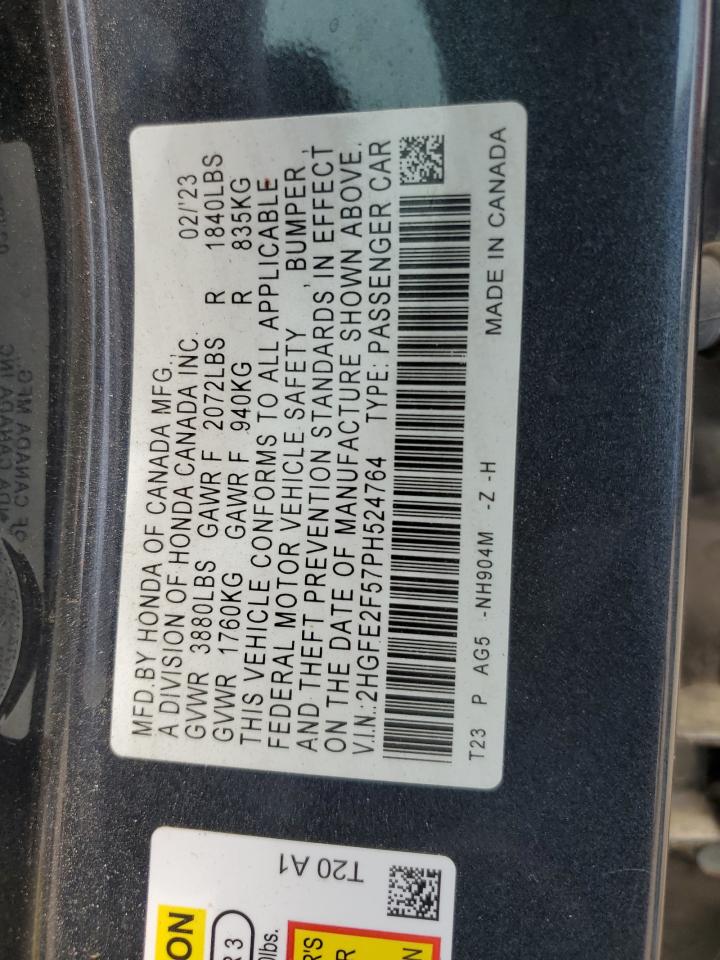 MFD.BY HONDA OF CANADA MFG.,
A DIVISION OF HONDA CANADA INC. 02/'23
GVWR 3880LBS GAWR F 2072LBS R 1840LBS
GVWR 1760KG GAWR F 940KG R 835KG
THIS VEHICLE CONFORMS TO ALL APPLICABLE
FEDERAL MOTOR VEHICLE SAFETY , BUMPER ,
AND THEFT PREVENTION STANDARDS IN EFFECT
ON THE DATE OF MANUFACTURE SHOWN ABOVE.
V.I.N.: 2HGFE2F57PH524764 TYPE: PASSENGER CAR
T23 P AG5 -NH904M -Z -H
MADE IN CANADA
T20 A1
ON
R 3
lbs.
R'S
R
N